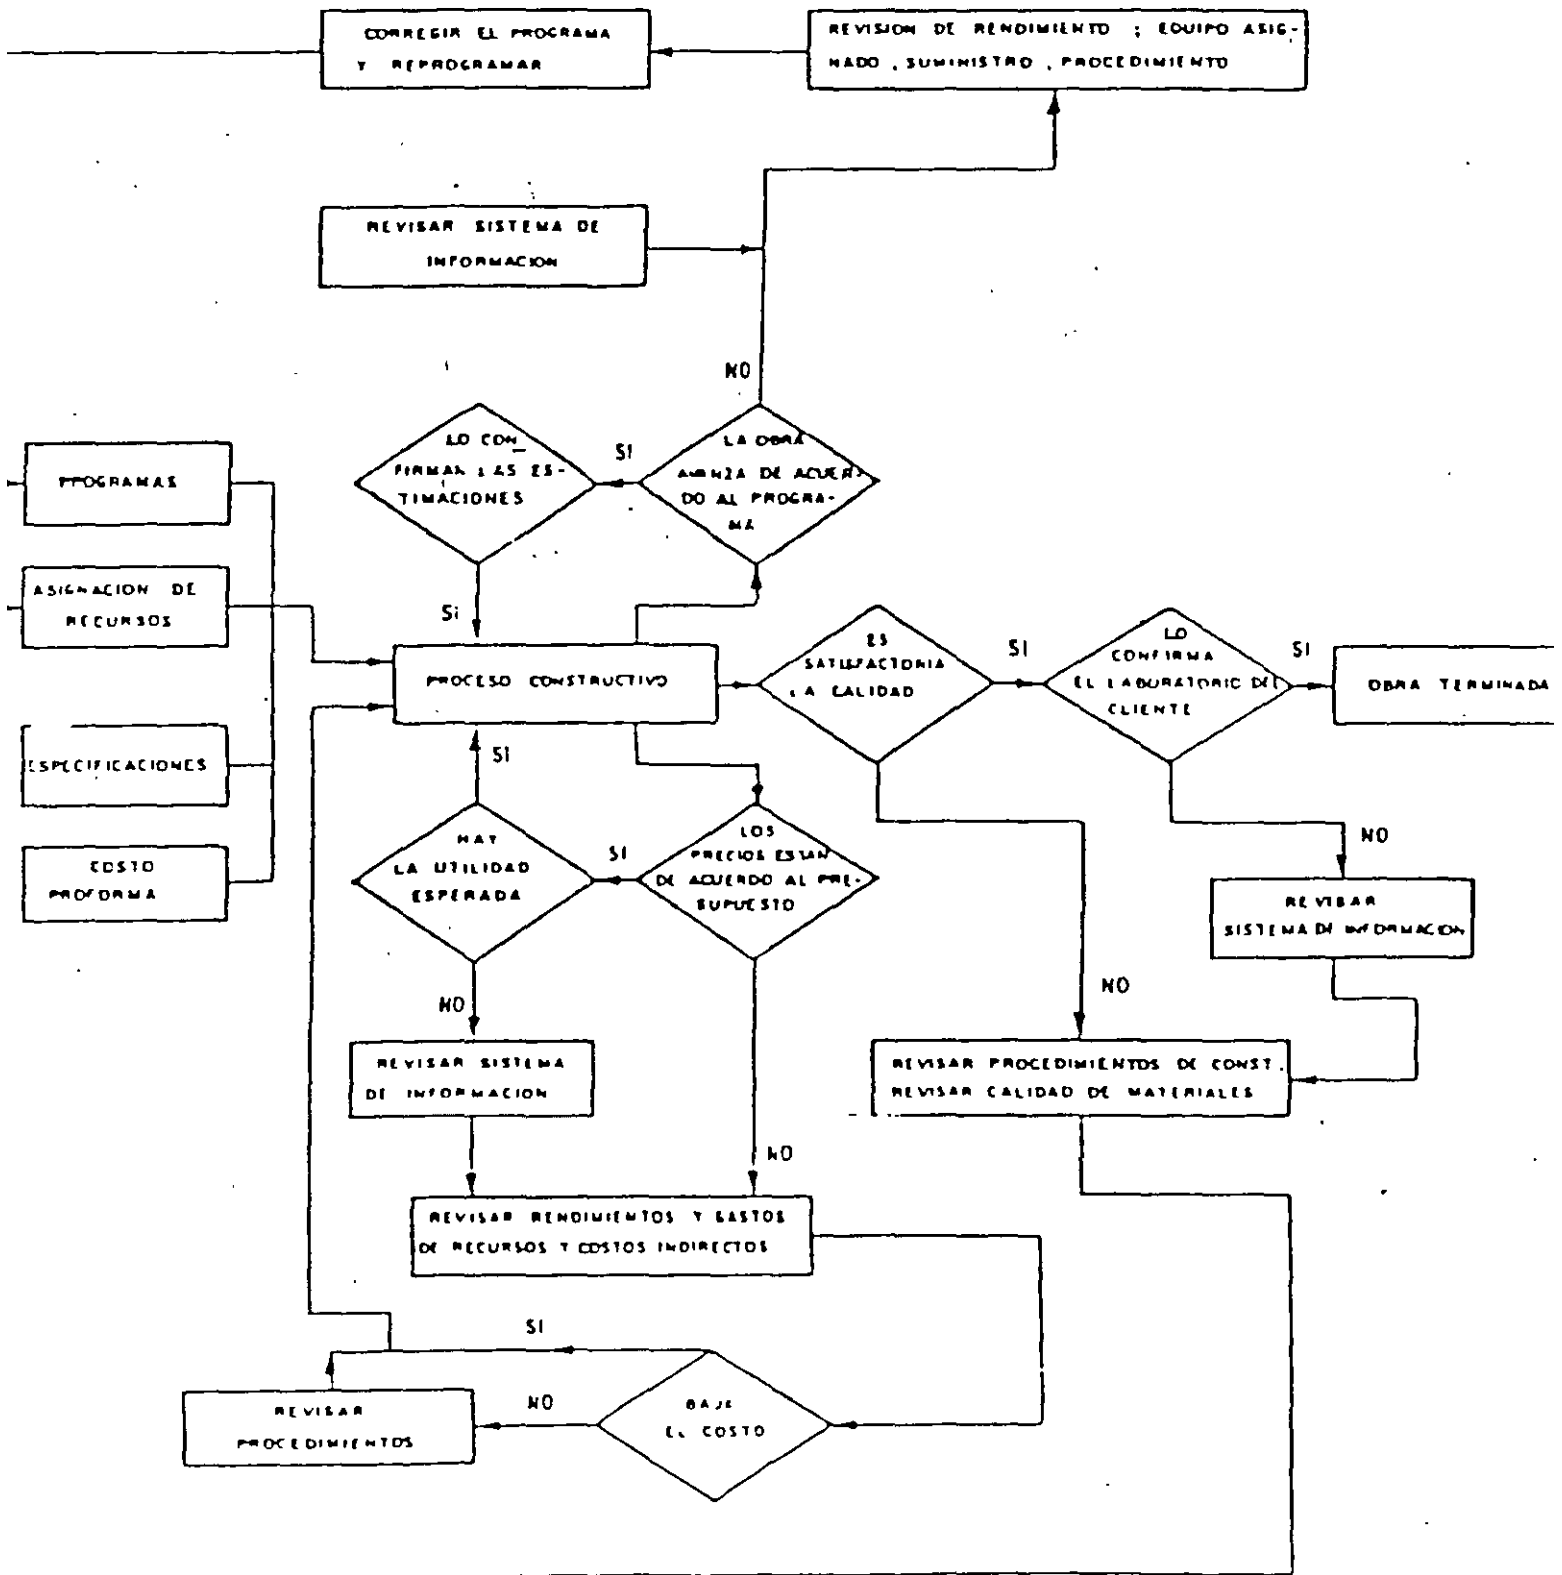 CORREGIR EL PROGRAMA
Y REPROGRAMAR
REVISION DE RENDIMIENTO ; EQUIPO ASIG-
NADO , SUMINISTRO , PROCEDIMIENTO
REVISAR SISTEMA DE
INFORMACION
NO
LO CON_
FIRMAN LAS ES-
TIMACIONES
SI
LA OBRA
AVANZA DE ACUER-
DO AL PROGRA-
MA
PROGRAMAS
ASIGNACION DE
RECURSOS
SI
PROCESO CONSTRUCTIVO
ES
SATISFACTORIA
LA CALIDAD
SI
LO
CONFIRMA
EL LABORATORIO DEL
CLIENTE
SI
OBRA TERMINADA
ESPECIFICACIONES
SI
COSTO
PROFORMA
HAY
LA UTILIDAD
ESPERADA
SI
LOS
PRECIOS ESTAN
DE ACUERDO AL PRE-
SUPUESTO
NO
REVISAR
SISTEMA DE INFORMACION
NO
NO
REVISAR SISTEMA
DE INFORMACION
REVISAR PROCEDIMIENTOS DE CONST.
REVISAR CALIDAD DE MATERIALES
NO
REVISAR RENDIMIENTOS Y GASTOS
DE RECURSOS Y COSTOS INDIRECTOS
SI
REVISAR
PROCEDIMIENTOS
NO
BAJE
EL COSTO